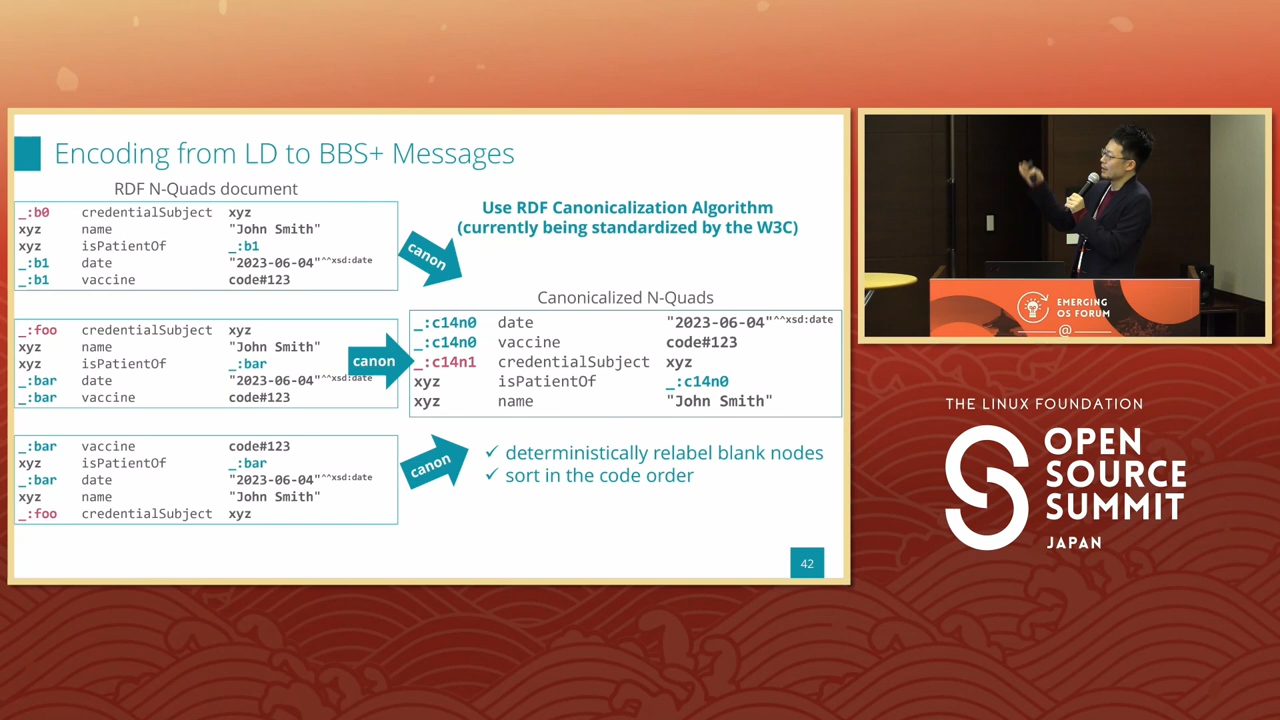 Encoding from LD to BBS+ Messages
RDF N-Quads document
_:b0 credentialSubject xyz
xyz name "John Smith"
xyz isPatientOf _:b1
_:b1 date "2023-06-04"^^xsd:date
_:b1 vaccine code#123
_:foo credentialSubject xyz
xyz name "John Smith"
xyz isPatientOf _:bar
_:bar date "2023-06-04"^^xsd:date
_:bar vaccine code#123
_:bar vaccine code#123
xyz isPatientOf _:bar
_:bar date "2023-06-04"^^xsd:date
xyz name "John Smith"
_:foo credentialSubject xyz
canon
canon
canon
Use RDF Canonicalization Algorithm
(currently being standardized by the W3C)
Canonicalized N-Quads
_:c14n0 date "2023-06-04"^^xsd:date
_:c14n0 vaccine code#123
_:c14n1 credentialSubject xyz
xyz isPatientOf _:c14n0
xyz name "John Smith"
✓ deterministically relabel blank nodes
✓ sort in the code order
42
EMERGING
OS FORUM
@
THE LINUX FOUNDATION
OPEN
SOURCE
SUMMIT
JAPAN